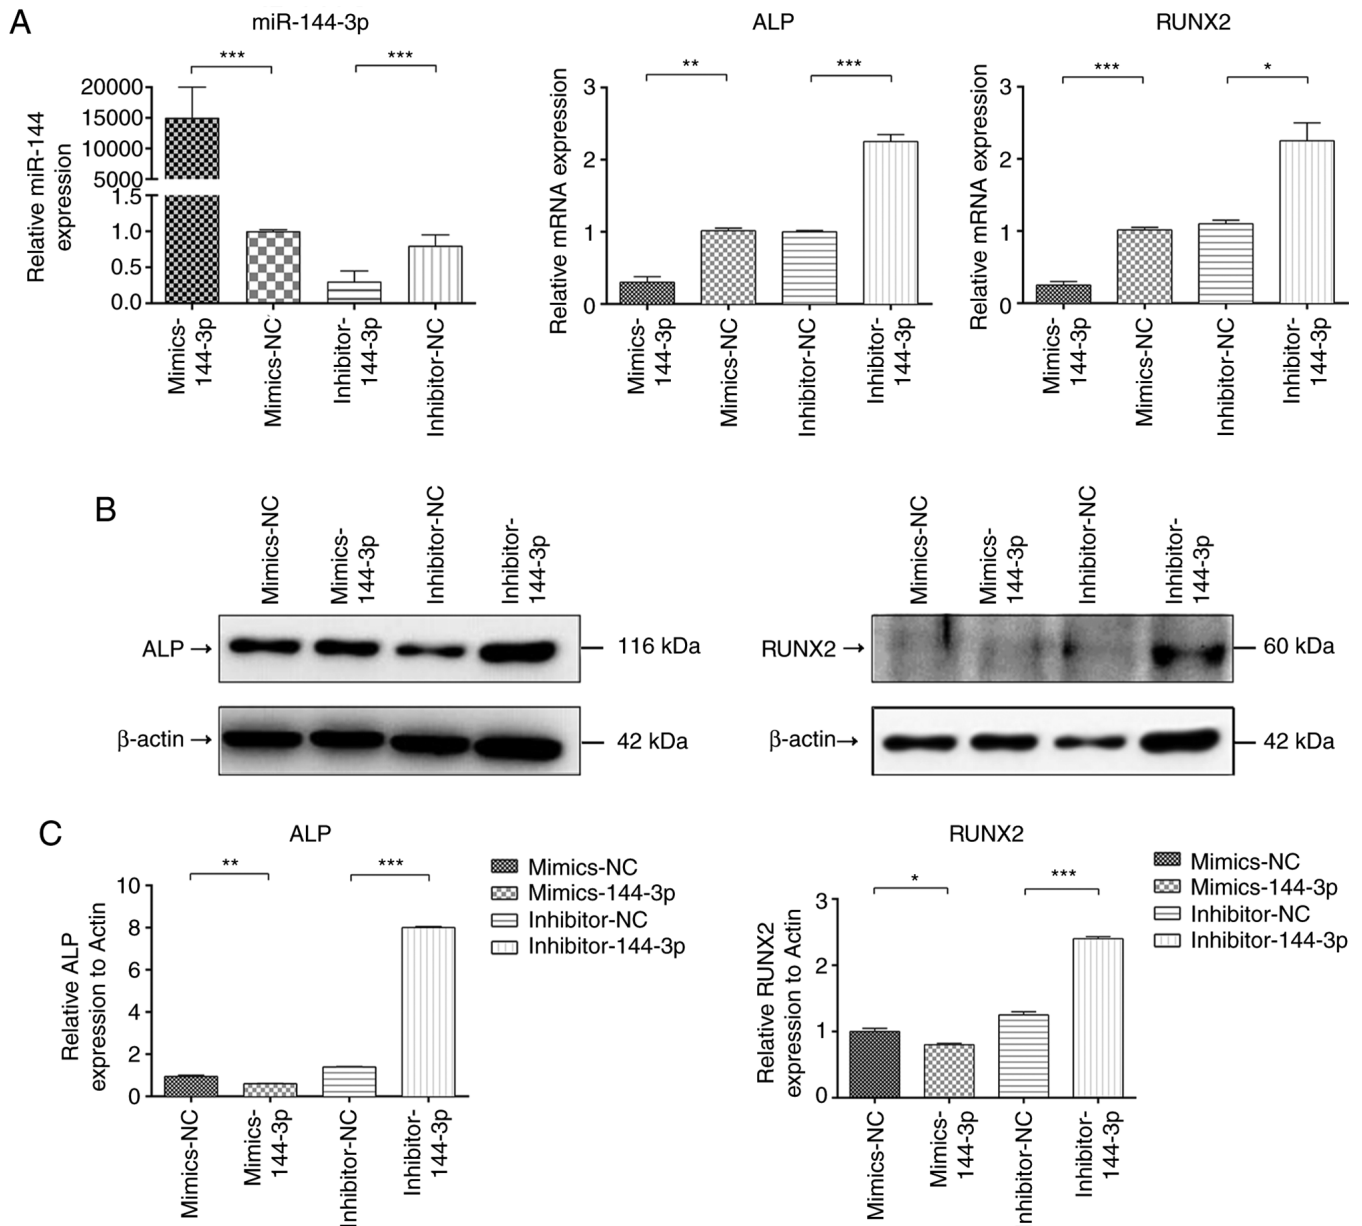 A
miR-144-3p
ALP
RUNX2
***
***
**
***
***
*
Relative miR-144
expression
20000
15000
10000
5000
1.5
1.0
0.5
0.0
Mimics-
144-3p
Mimics-NC
Inhibitor-
144-3p
Inhibitor-NC
Relative mRNA expression
3
2
1
0
Mimics-
144-3p
Mimics-NC
Inhibitor-NC
Inhibitor-
144-3p
Relative mRNA expression
3
2
1
0
Mimics-
144-3p
Mimics-NC
Inhibitor-NC
Inhibitor-
144-3p
B
Mimics-NC
Mimics-
144-3p
Inhibitor-NC
Inhibitor-
144-3p
ALP
116 kDa
β-actin
42 kDa
Mimics-NC
Mimics-
144-3p
Inhibitor-NC
Inhibitor-
144-3p
RUNX2
60 kDa
β-actin
42 kDa
C
ALP
**
***
Relative ALP
expression to Actin
10
8
6
4
2
0
Mimics-NC
Mimics-
144-3p
Inhibitor-NC
Inhibitor-
144-3p
Mimics-NC
Mimics-144-3p
Inhibitor-NC
Inhibitor-144-3p
RUNX2
*
***
Relative RUNX2
expression to Actin
3
2
1
0
Mimics-NC
Mimics-
144-3p
nhibitor-NC
Inhibitor-
144-3p
Mimics-NC
Mimics-144-3p
Inhibitor-NC
Inhibitor-144-3p